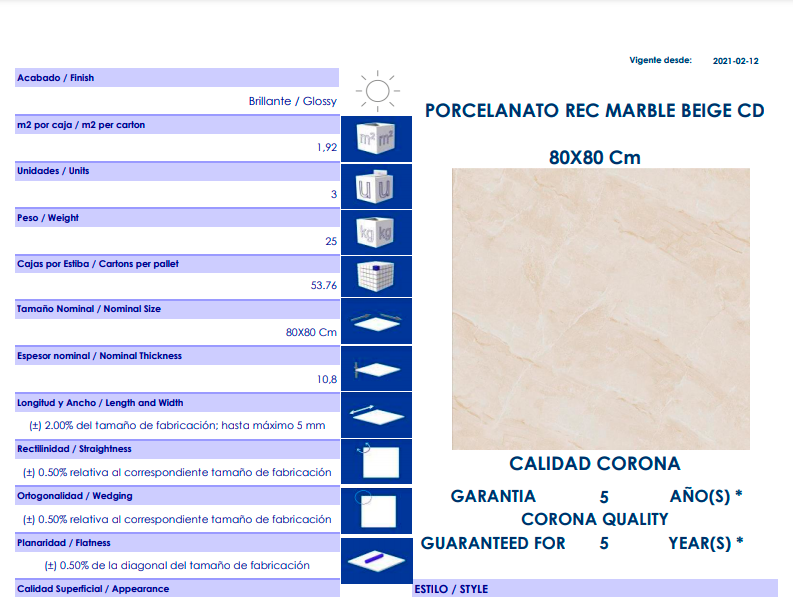 Vigente desde: 2021-02-12
Acabado / Finish
Brillante / Glossy
m2 por caja / m2 per carton
1,92
Unidades / Units
3
Peso / Weight
25
Cajas por Estiba / Cartons per pallet
53.76
Tamaño Nominal / Nominal Size
80X80 Cm
Espesor nominal / Nominal Thickness
10,8
Longitud y Ancho / Length and Width
(±) 2.00% del tamaño de fabricación; hasta máximo 5 mm
Rectilinidad / Straightness
(±) 0.50% relativa al correspondiente tamaño de fabricación
Ortogonalidad / Wedging
(±) 0.50% relativa al correspondiente tamaño de fabricación
Planaridad / Flatness
(±) 0.50% de la diagonal del tamaño de fabricación
Calidad Superficial / Appearance
m² m²
U U
kg kg
PORCELANATO REC MARBLE BEIGE CD
80X80 Cm
CALIDAD CORONA
GARANTIA 5 AÑO(S) *
CORONA QUALITY
GUARANTEED FOR 5 YEAR(S) *
ESTILO / STYLE